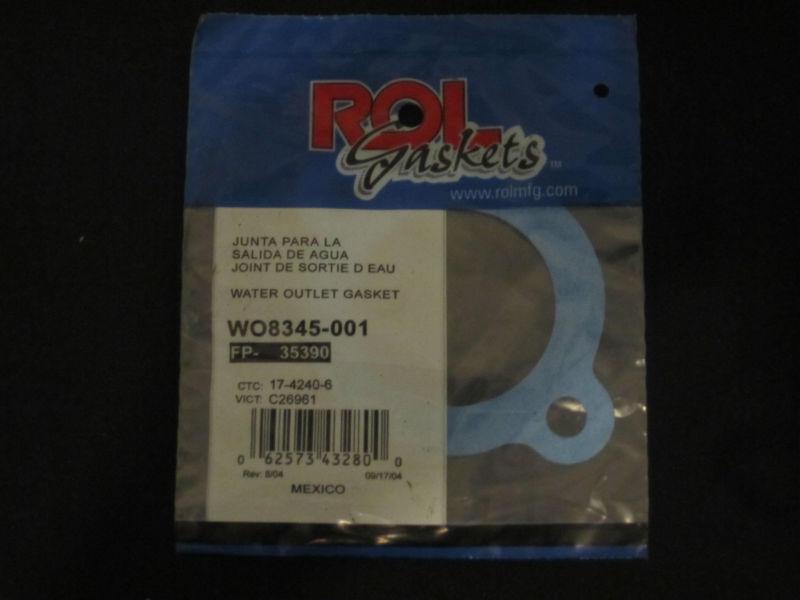 ROL
Gaskets™
www.rolmfg.com
JUNTA PARA LA
SALIDA DE AGUA
JOINT DE SORTIE D EAU
WATER OUTLET GASKET
WO8345-001
FP- 35390
CTC: 17-4240-6
VICT: C26961
0 62573 43280 0
Rev: 8/04 09/17/04
MEXICO